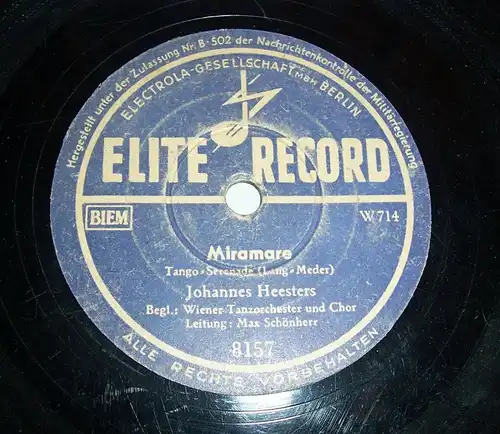 Hergestellt unter der Zulassung Nr. B-502 der Nachrichtenkontrolle der Militärregierung
ELECTROLA-GESELLSCHAFT MBH BERLIN
ELITE RECORD
BIEM
W 714
Miramare
Tango-Serenade (Lang-Meder)
Johannes Heesters
Begl.: Wiener Tanzorchester und Chor
Leitung: Max Schönherr
8157
ALLE RECHTE VORBEHALTEN